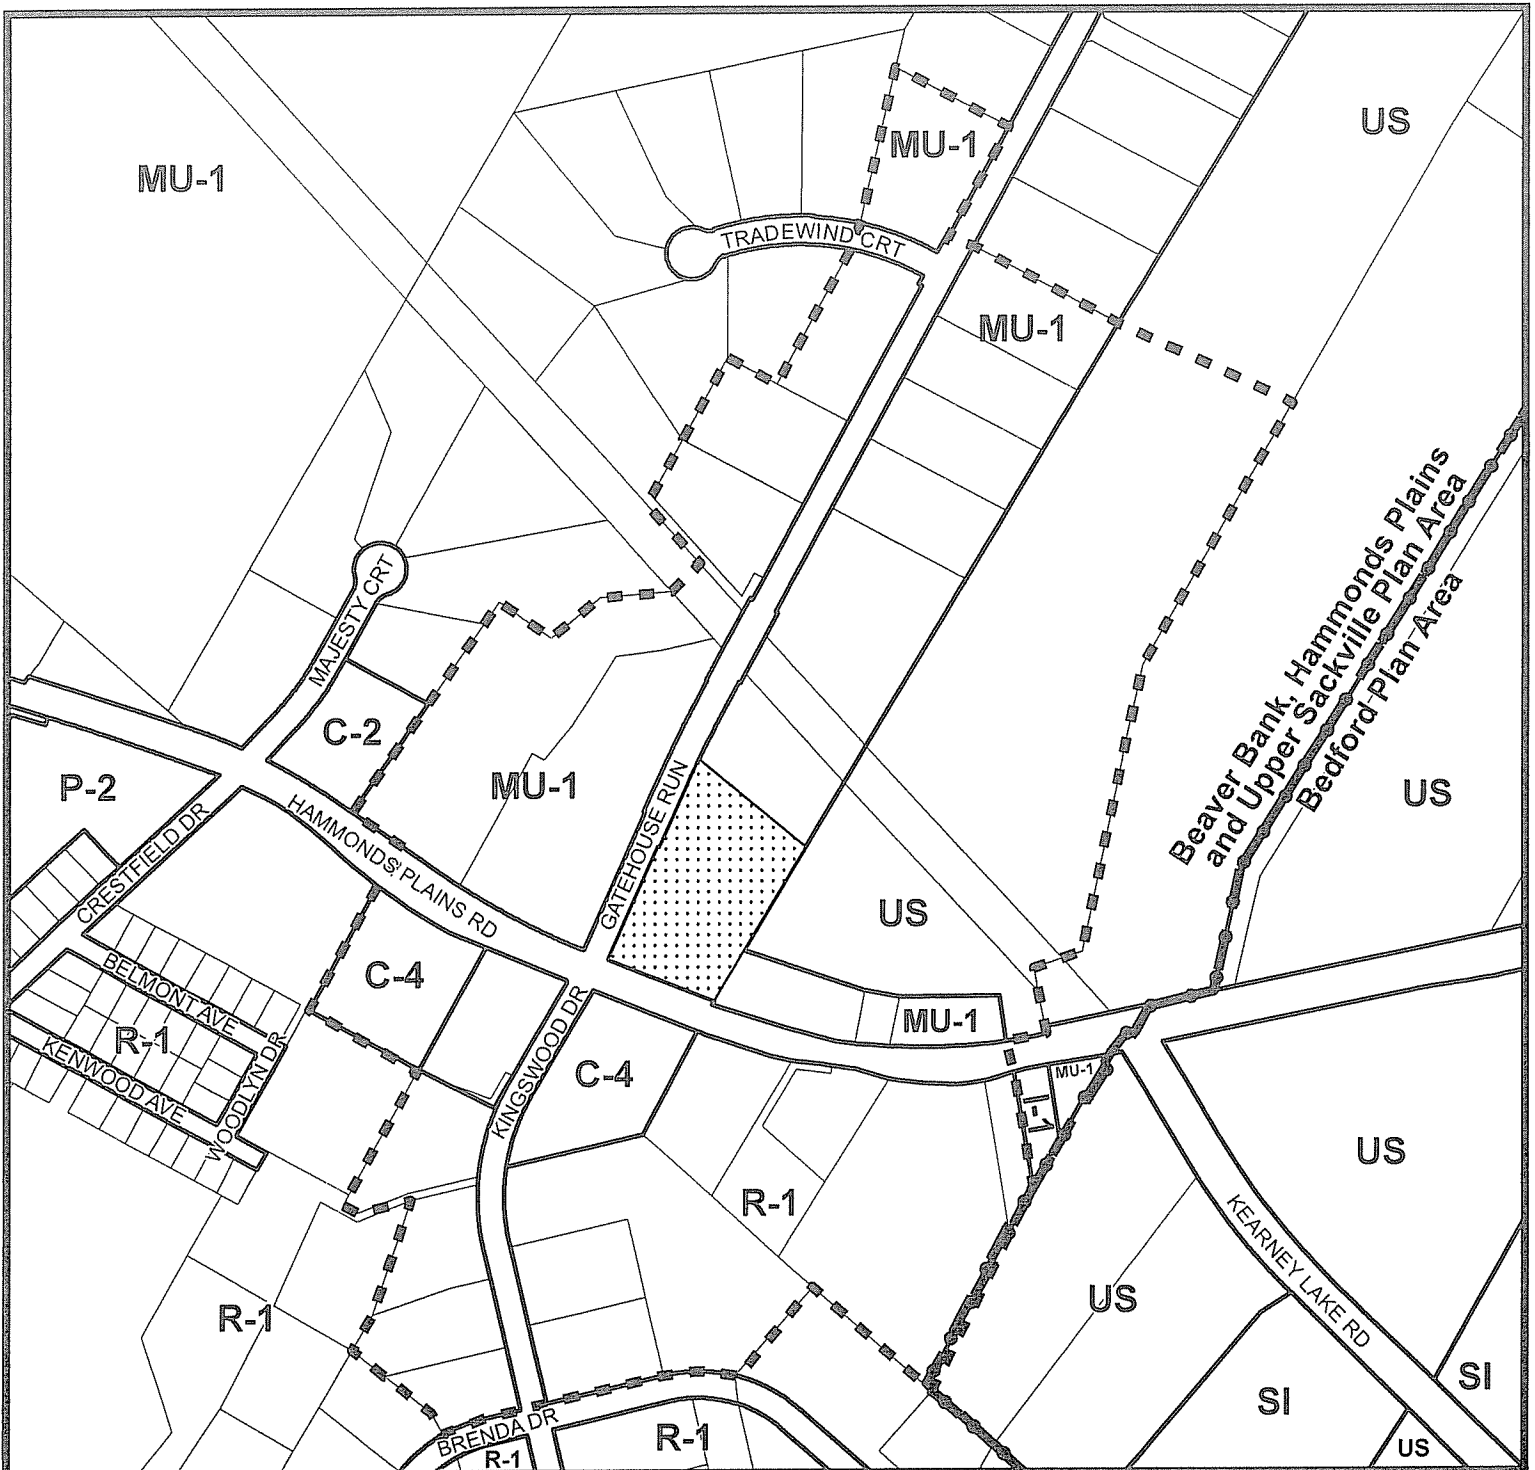 US
MU-1
MU-1
TRADEWIND CRT
MU-1
Beaver Bank, Hammonds Plains
and Upper Sackville Plan Area
Bedford Plan Area
MAJESTY CRT
C-2
P-2
MU-1
US
HAMMONDS PLAINS RD
GATEHOUSE RUN
CRESTFIELD DR
US
C-4
BELMONT AVE
MU-1
R-1
KINGSWOOD DR
C-4
MU-1
KENWOOD AVE
WOODLYN DR
I-1
US
R-1
KEARNEY LAKE RD
US
R-1
SI
SI
BRENDA DR
R-1
R-1
US